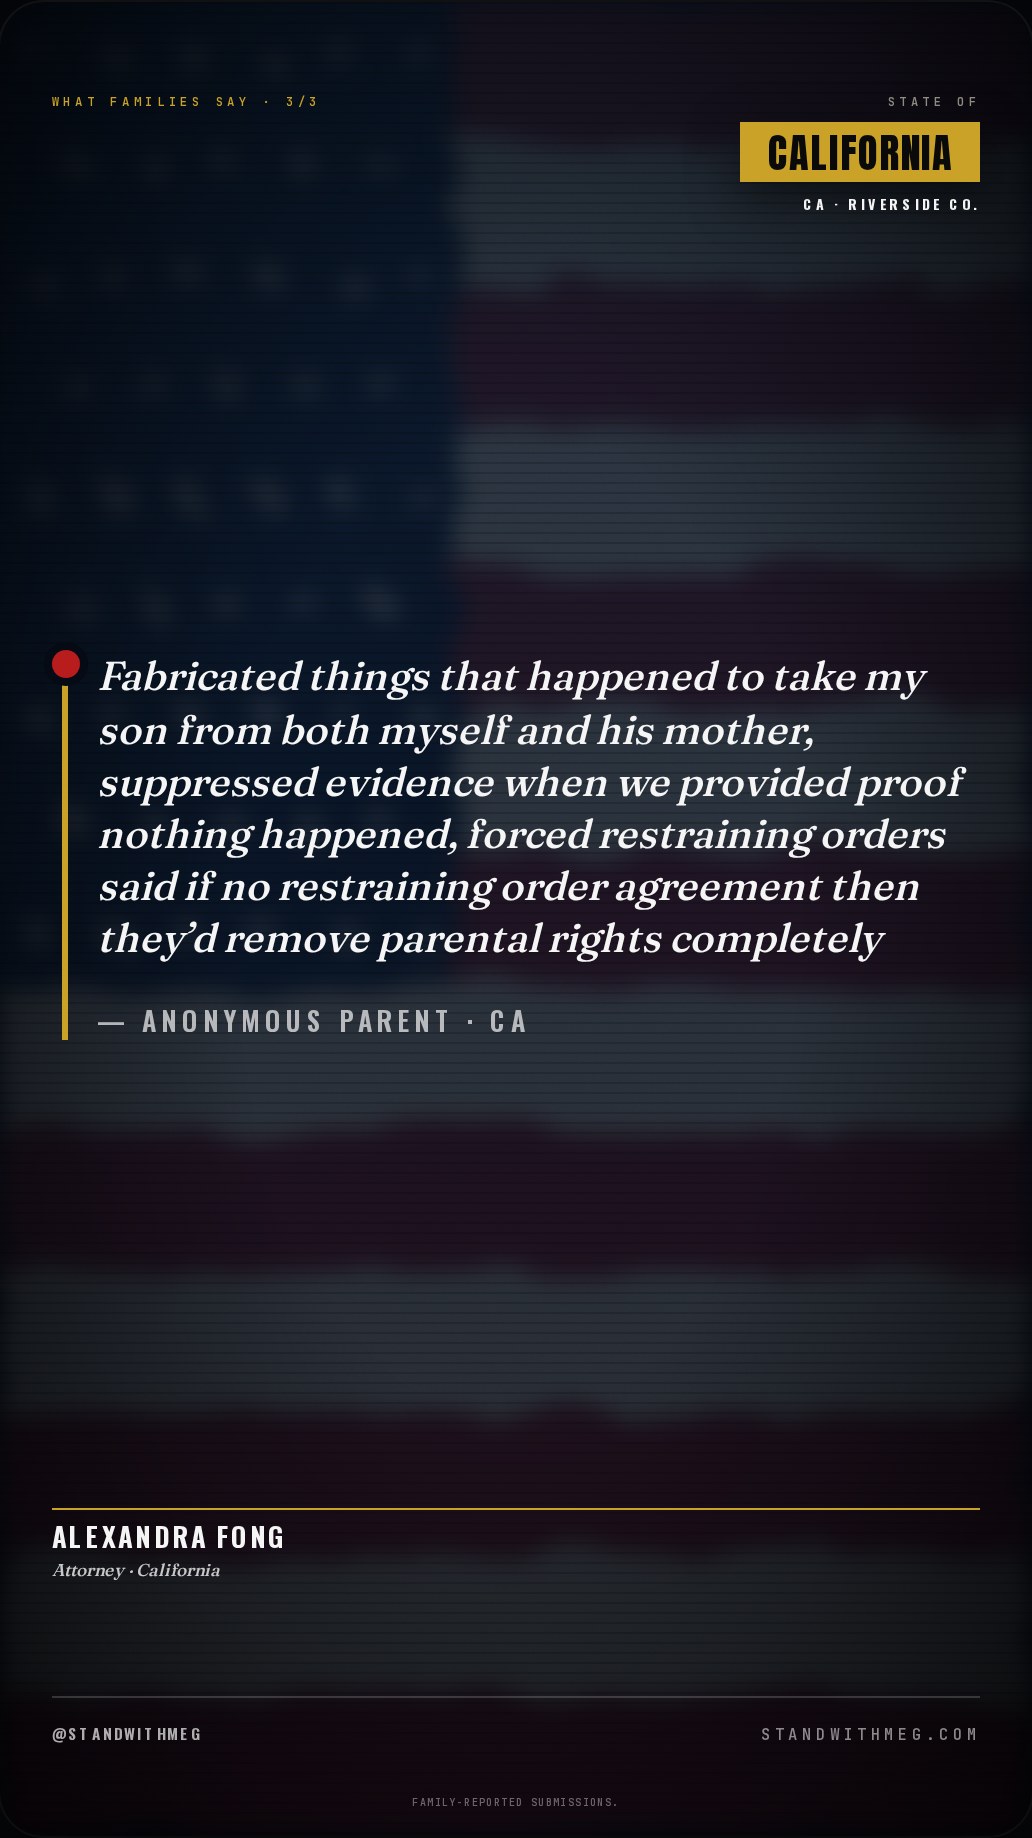 WHAT FAMILIES SAY · 3/3
STATE OF
CALIFORNIA
CA · RIVERSIDE CO.
Fabricated things that happened to take my
son from both myself and his mother,
suppressed evidence when we provided proof
nothing happened, forced restraining orders
said if no restraining order agreement then
they’d remove parental rights completely
— ANONYMOUS PARENT · CA
ALEXANDRA FONG
Attorney · California
@STANDWITHMEG
STANDWITHMEG.COM
FAMILY-REPORTED SUBMISSIONS.